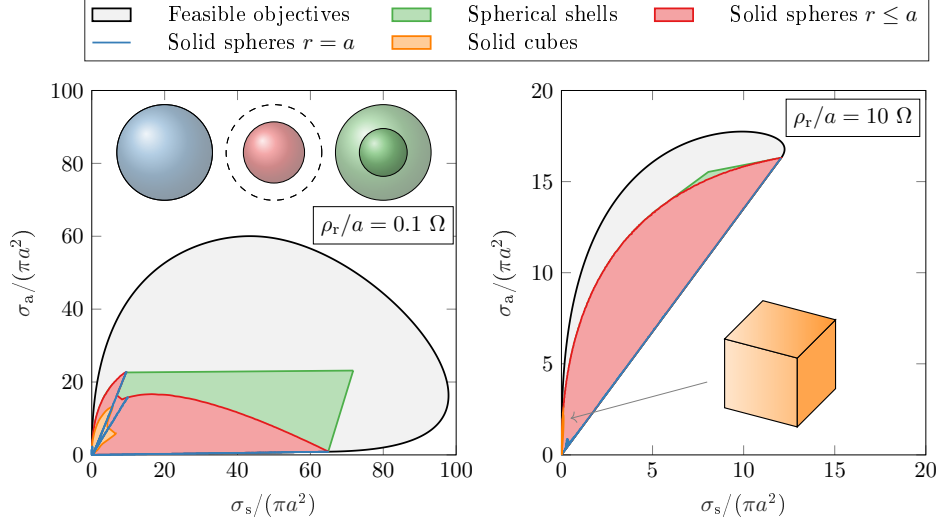 Feasible objectives
Spherical shells
Solid spheres r ≤ a
Solid spheres r = a
Solid cubes
100
80
60
40
20
0
0 20 40 60 80 100
σₐ/(πa²)
σₛ/(πa²)
ρᵣ/a = 0.1 Ω
20
15
10
5
0
0 5 10 15 20
σₐ/(πa²)
σₛ/(πa²)
ρᵣ/a = 10 Ω